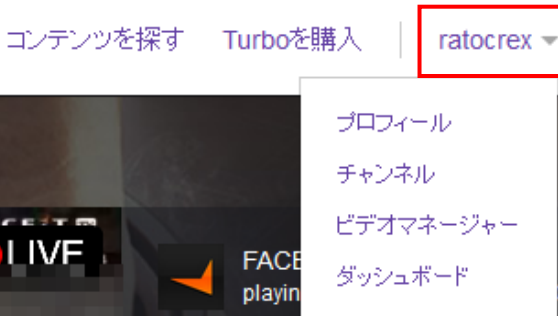 コンテンツを探す Turboを購入 ratocrex
プロフィール
チャンネル
ビデオマネージャー
ダッシュボード
LIVE
FACE
playin